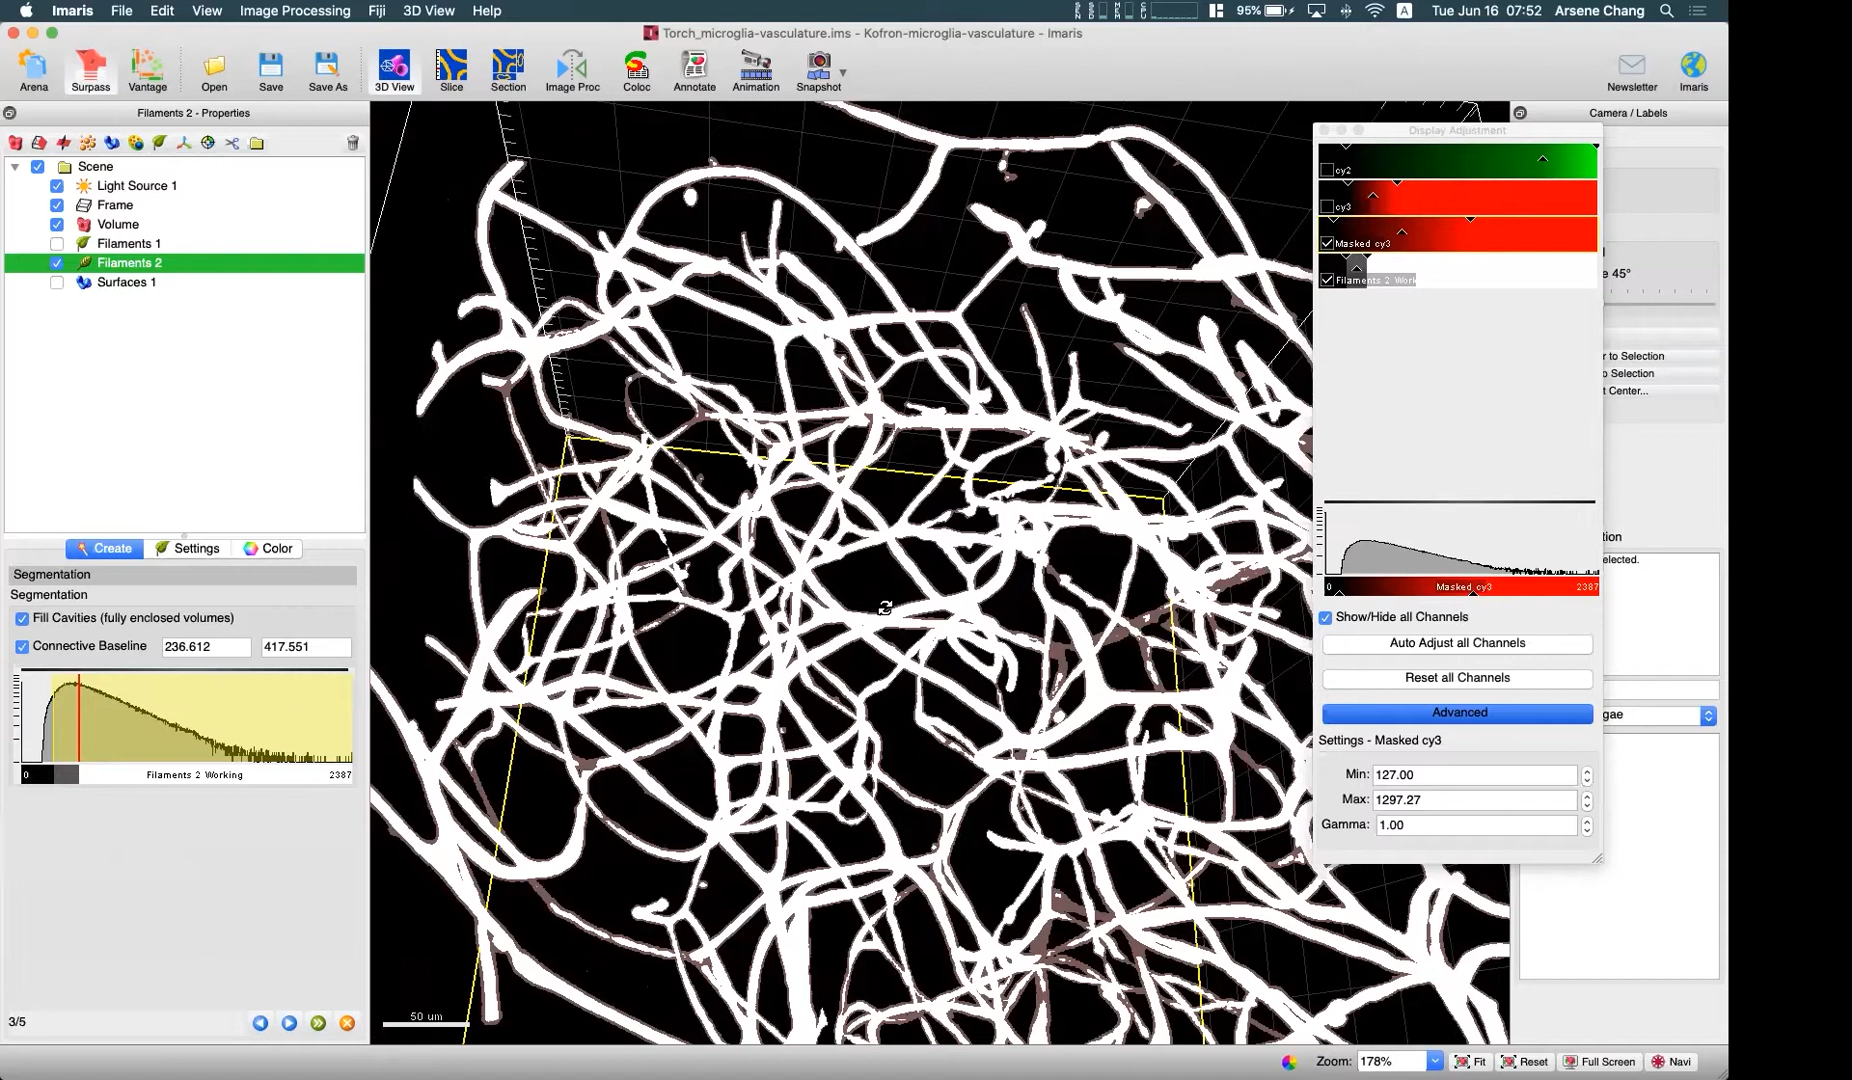 Imaris File Edit View Image Processing Fiji 3D View Help 95% A Tue Jun 16 07:52 Arsene Chang
Torch_microglia-vasculature.ims - Kofron-microglia-vasculature - Imaris
Arena Surpass Vantage Open Save Save As 3D View Slice Section Image Proc Coloc Annotate Animation Snapshot Newsletter Imaris
Filaments 2 - Properties
Camera / Labels
Display Adjustment
Scene
Light Source 1
Frame
Volume
Filaments 1
Filaments 2
Surfaces 1
cy2
cy3
Masked cy3
Filaments 2 Work
e 45°
r to Selection
o Selection
t Center...
tion
selected.
gae
0 Masked cy3 2387
Show/Hide all Channels
Auto Adjust all Channels
Reset all Channels
Advanced
Settings - Masked cy3
Min: 127.00
Max: 1297.27
Gamma: 1.00
Create Settings Color
Segmentation
Segmentation
Fill Cavities (fully enclosed volumes)
Connective Baseline 236.612 417.551
0 Filaments 2 Working 2387
3/5
50 um
Zoom: 178% Fit Reset Full Screen Navi